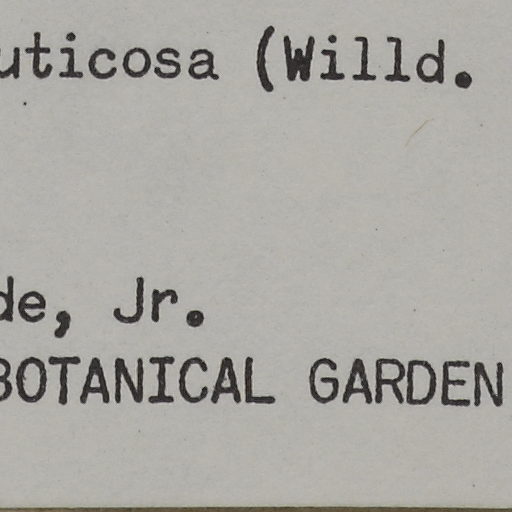 uticosa (Willd.
de, Jr.
BOTANICAL GARDEN